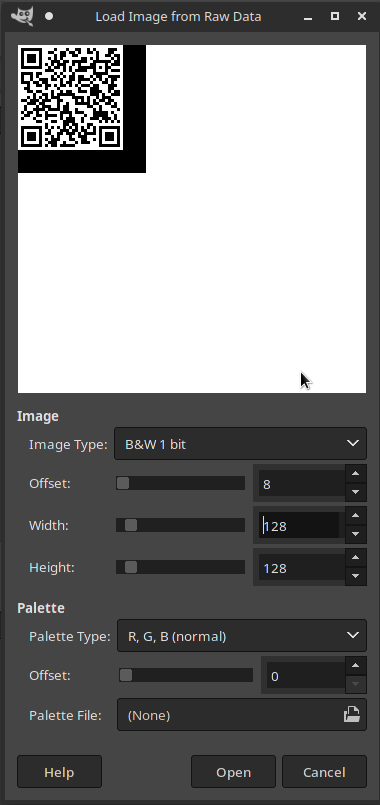 Load Image from Raw Data
Image
Image Type: B&W 1 bit
Offset: 8
Width: 128
Height: 128
Palette
Palette Type: R, G, B (normal)
Offset: 0
Palette File: (None)
Help Open Cancel